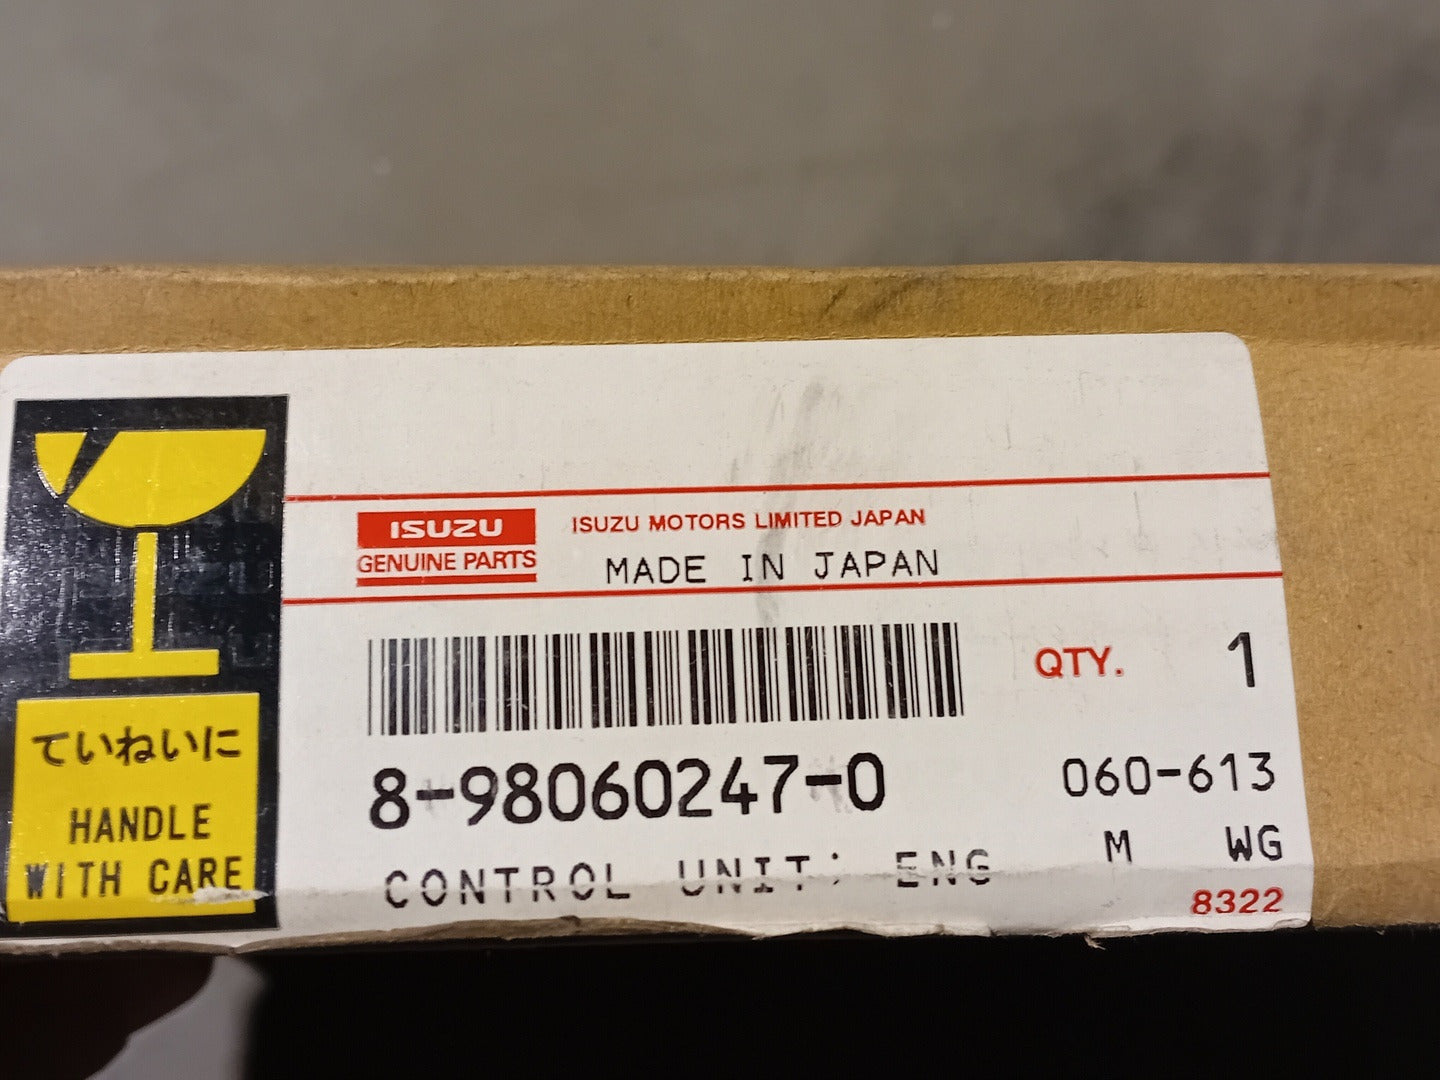 ISUZU
GENUINE PARTS
ISUZU MOTORS LIMITED JAPAN
MADE IN JAPAN
QTY. 1
8-98060247-0
060-613
CONTROL UNIT; ENG
M WG
8322
ていねいに
HANDLE
WITH CARE